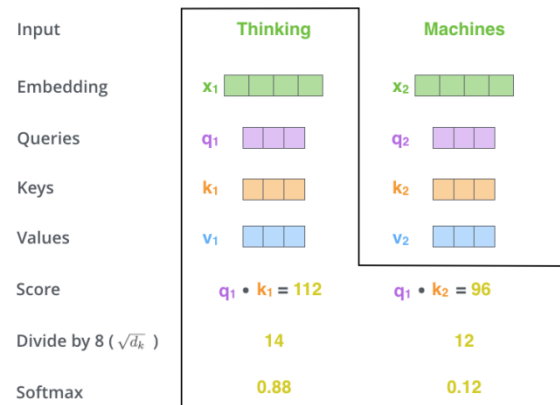 Input Thinking Machines
Embedding x₁ x₂
Queries q₁ q₂
Keys k₁ k₂
Values v₁ v₂
Score q₁ • k₁ = 112 q₁ • k₂ = 96
Divide by 8 ( √dₖ ) 14 12
Softmax 0.88 0.12